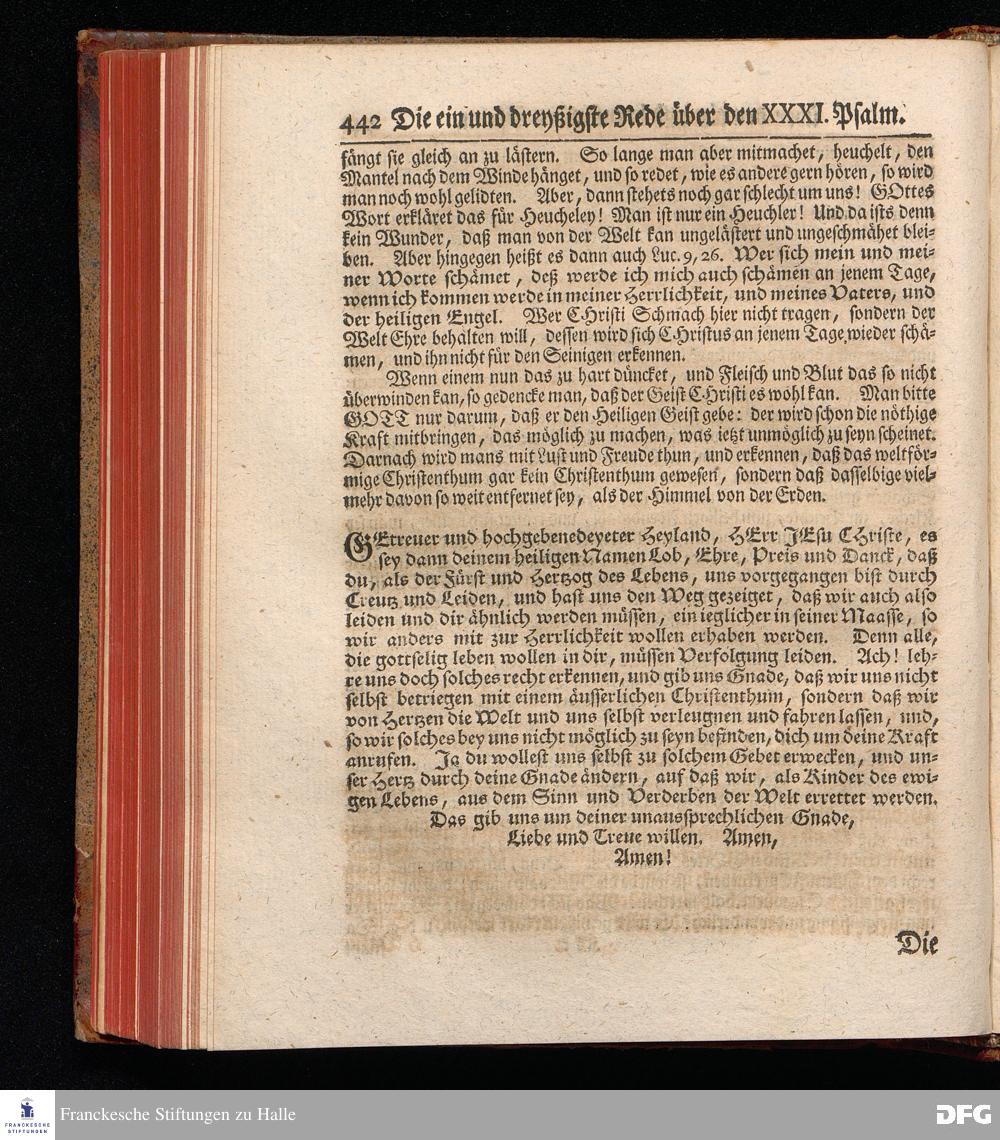 442 Die ein und dreyßigste Rede über den XXXI. Psalm.
fängt sie gleich an zu lästern. So lange man aber mitmachet, heuchelt, den
Mantel nach dem Winde hänget, und so redet, wie es andere gern hören, so wird
man noch wohl gelidten. Aber, dann stehets noch gar schlecht um uns! GOttes
Wort erkläret das für Heucheley! Man ist nur ein Heuchler! Und da ists denn
kein Wunder, daß man von der Welt kan ungelästert und ungeschmähet blei-
ben. Aber hingegen heißt es dann auch Luc. 9, 26. Wer sich mein und mei-
ner Worte schämet, deß werde ich mich auch schämen an jenem Tage,
wenn ich kommen werde in meiner Herrlichkeit, und meines Vaters, und
der heiligen Engel. Wer CHristi Schmach hier nicht tragen, sondern der
Welt Ehre behalten will, dessen wird sich CHristus an jenem Tage wieder schä-
men, und ihn nicht für den Seinigen erkennen.
Wenn einem nun das zu hart düncket, und Fleisch und Blut das so nicht
überwinden kan, so gedencke man, daß der Geist CHristi es wohl kan. Man bitte
GOTT nur darum, daß er den Heiligen Geist gebe: der wird schon die nöthige
Kraft mitbringen, das möglich zu machen, was ietzt unmöglich zu seyn scheinet.
Darnach wird mans mit Lust und Freude thun, und erkennen, daß das weltför-
mige Christenthum gar kein Christenthum gewesen, sondern daß dasselbige viel-
mehr davon so weit entfernet sey, als der Himmel von der Erden.
GEtreuer und hochgebenedeyeter Heyland, HErr JEsu CHriste, es
sey dann deinem heiligen Namen Lob, Ehre, Preis und Danck, daß
du, als der Fürst und Hertzog des Lebens, uns vorgegangen bist durch
Creutz und Leiden, und hast uns den Weg gezeiget, daß wir auch also
leiden und dir ähnlich werden müssen, ein ieglicher in seiner Maasse, so
wir anders mit zur Herrlichkeit wollen erhaben werden. Denn alle,
die gottselig leben wollen in dir, müssen Verfolgung leiden. Ach! leh-
re uns doch solches recht erkennen, und gib uns Gnade, daß wir uns nicht
selbst betriegen mit einem äusserlichen Christenthum, sondern daß wir
von Hertzen die Welt und uns selbst verleugnen und fahren lassen, und,
so wir solches bey uns nicht möglich zu seyn befinden, dich um deine Kraft
anrufen. Ja du wollest uns selbst zu solchem Gebet erwecken, und un-
ser Hertz durch deine Gnade ändern, auf daß wir, als Kinder des ewi-
gen Lebens, aus dem Sinn und Verderben der Welt errettet werden.
Das gib uns um deiner unaussprechlichen Gnade,
Liebe und Treue willen. Amen,
Amen!
Die
FRANCKESCHE
STIFTUNGEN
Franckesche Stiftungen zu Halle
DFG